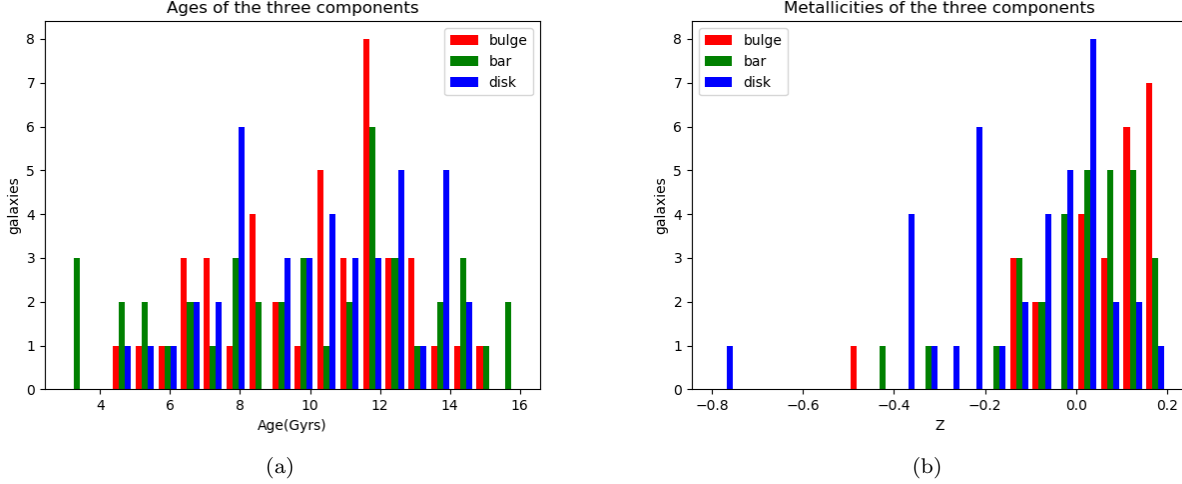 Ages of the three components
8
7
6
5
4
3
2
1
0
galaxies
bulge
bar
disk
4 6 8 10 12 14 16
Age(Gyrs)
(a)
Metallicities of the three components
8
7
6
5
4
3
2
1
0
galaxies
bulge
bar
disk
−0.8 −0.6 −0.4 −0.2 0.0 0.2
Z
(b)